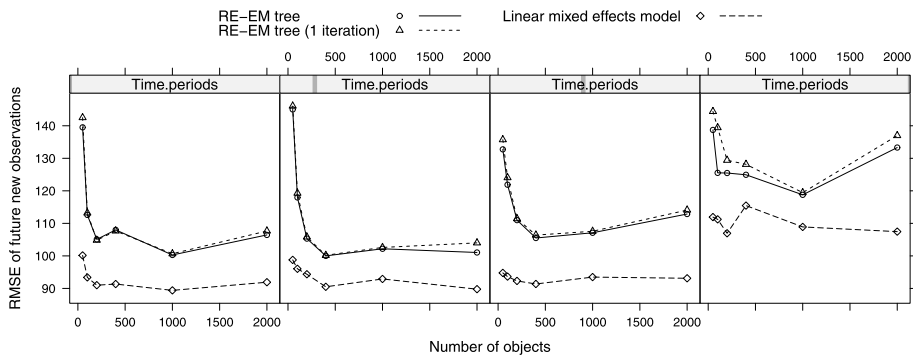 RE−EM tree
Linear mixed effects model
RE−EM tree (1 iteration)
0 500 1000 1500 2000
0 500 1000 1500 2000
Time.periods
Time.periods
Time.periods
Time.periods
140
130
120
110
100
90
RMSE of future new observations
0 500 1000 1500 2000
0 500 1000 1500 2000
Number of objects